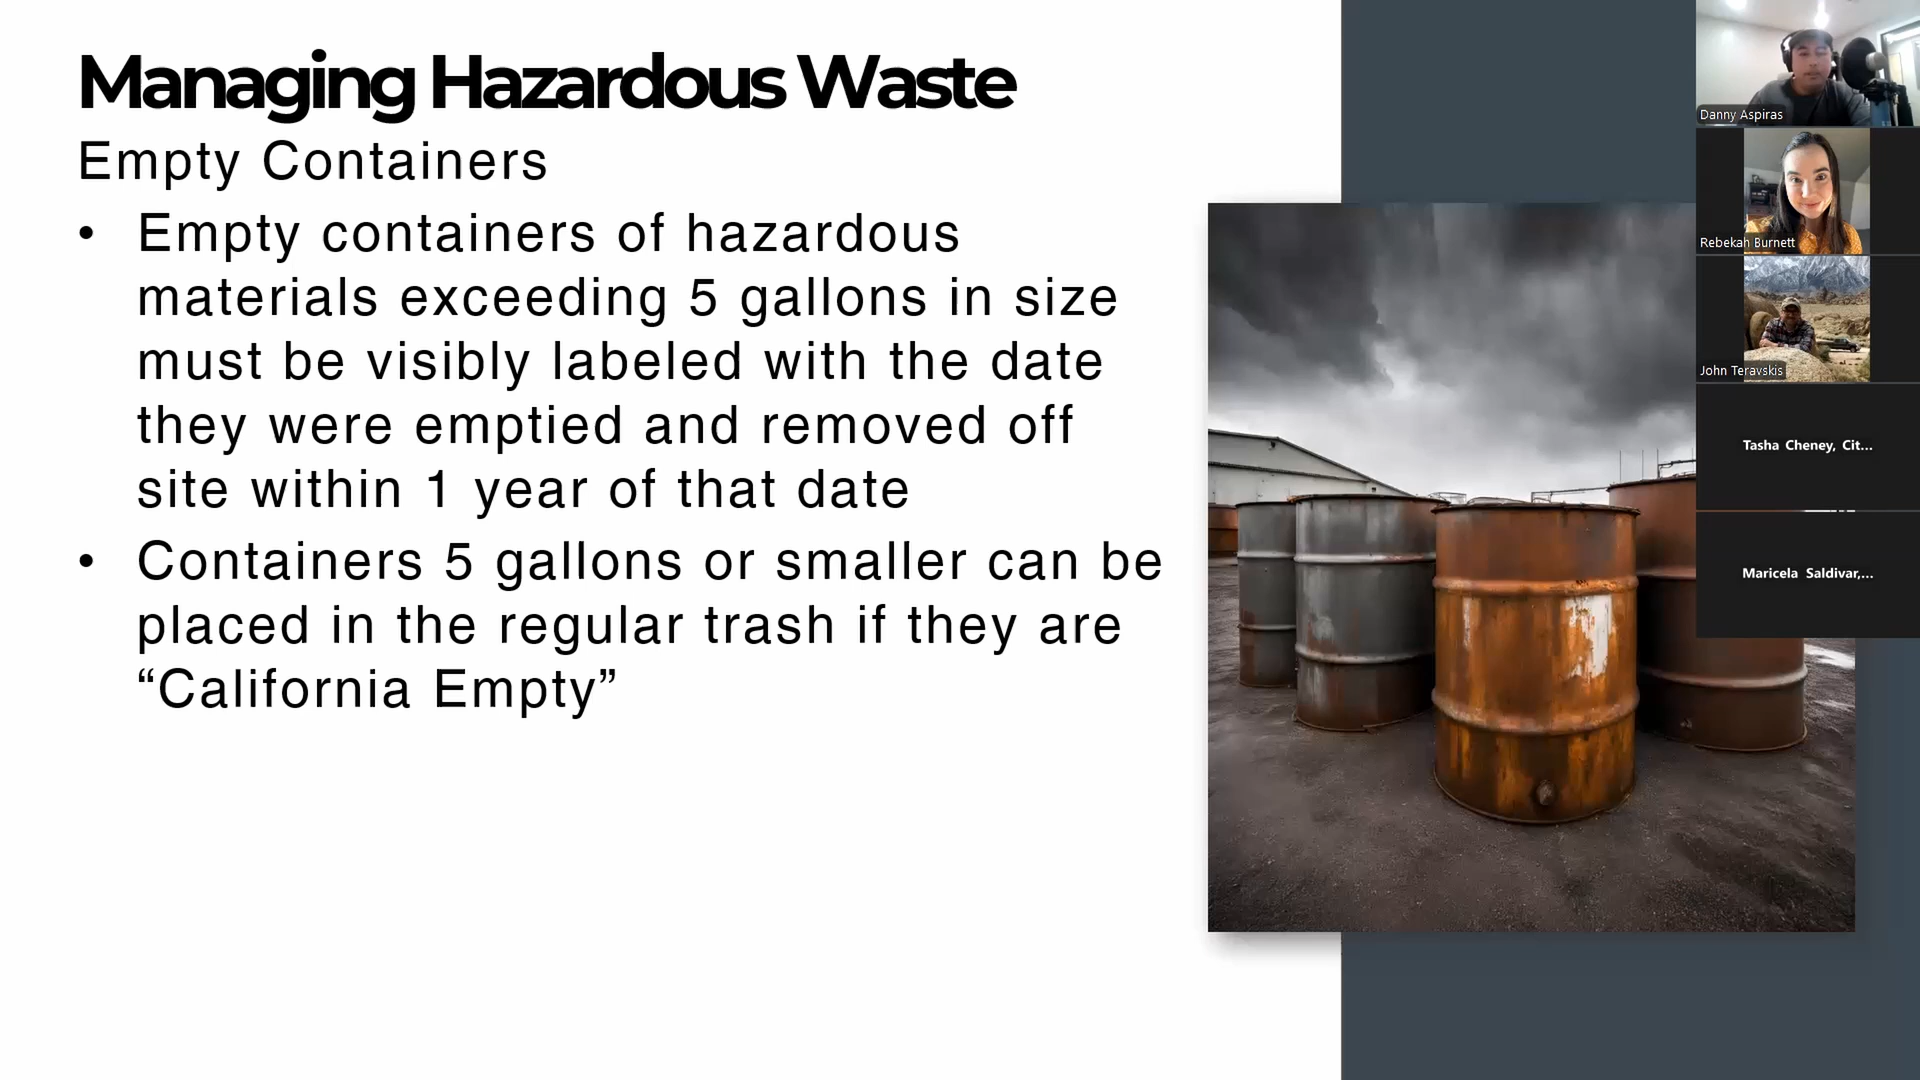 Managing Hazardous Waste
Empty Containers
• Empty containers of hazardous
materials exceeding 5 gallons in size
must be visibly labeled with the date
they were emptied and removed off
site within 1 year of that date
• Containers 5 gallons or smaller can be
placed in the regular trash if they are
“California Empty”
Danny Aspiras
Rebekah Burnett
John Teravskis
Tasha Cheney, Cit...
Maricela Saldivar,...